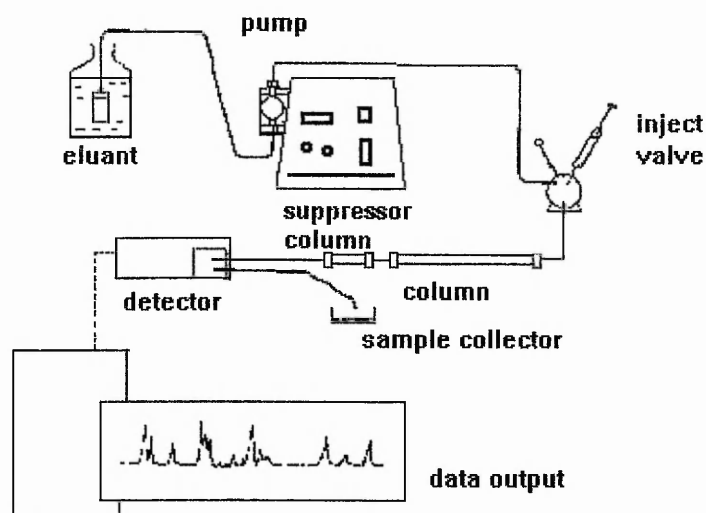 pump
eluant
inject
valve
suppressor
column
detector
column
sample collector
data output